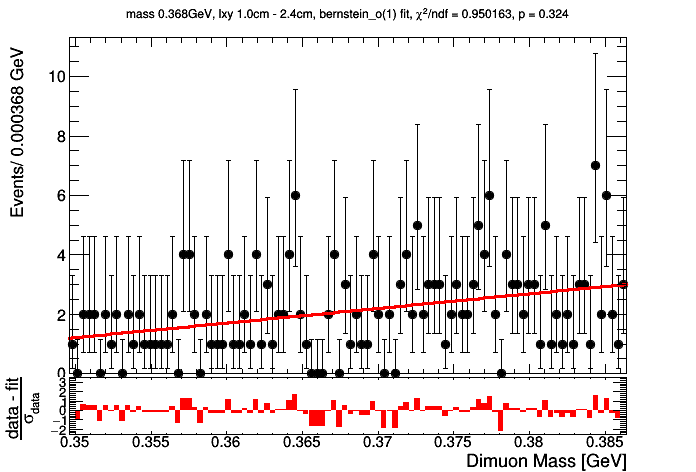 mass 0.368GeV, lxy 1.0cm - 2.4cm, bernstein_o(1) fit, χ²/ndf = 0.950163, p = 0.324
Events/ 0.000368 GeV
10
8
6
4
2
0
data - fit
σdata
3
2
1
0
−1
−2
0.35 0.355 0.36 0.365 0.37 0.375 0.38 0.385
Dimuon Mass [GeV]